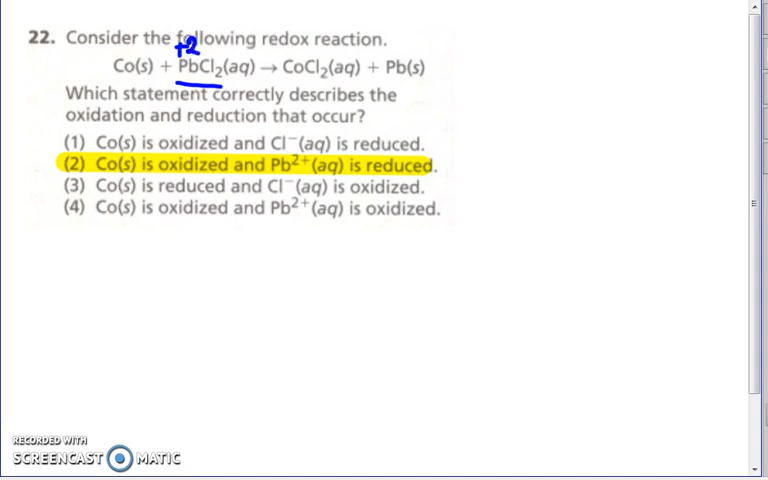 22. Consider the following redox reaction.
+2
Co(s) + PbCl₂(aq) → CoCl₂(aq) + Pb(s)
Which statement correctly describes the
oxidation and reduction that occur?
(1) Co(s) is oxidized and Cl⁻(aq) is reduced.
(2) Co(s) is oxidized and Pb²⁺(aq) is reduced.
(3) Co(s) is reduced and Cl⁻(aq) is oxidized.
(4) Co(s) is oxidized and Pb²⁺(aq) is oxidized.
RECORDED WITH
SCREENCAST MATIC